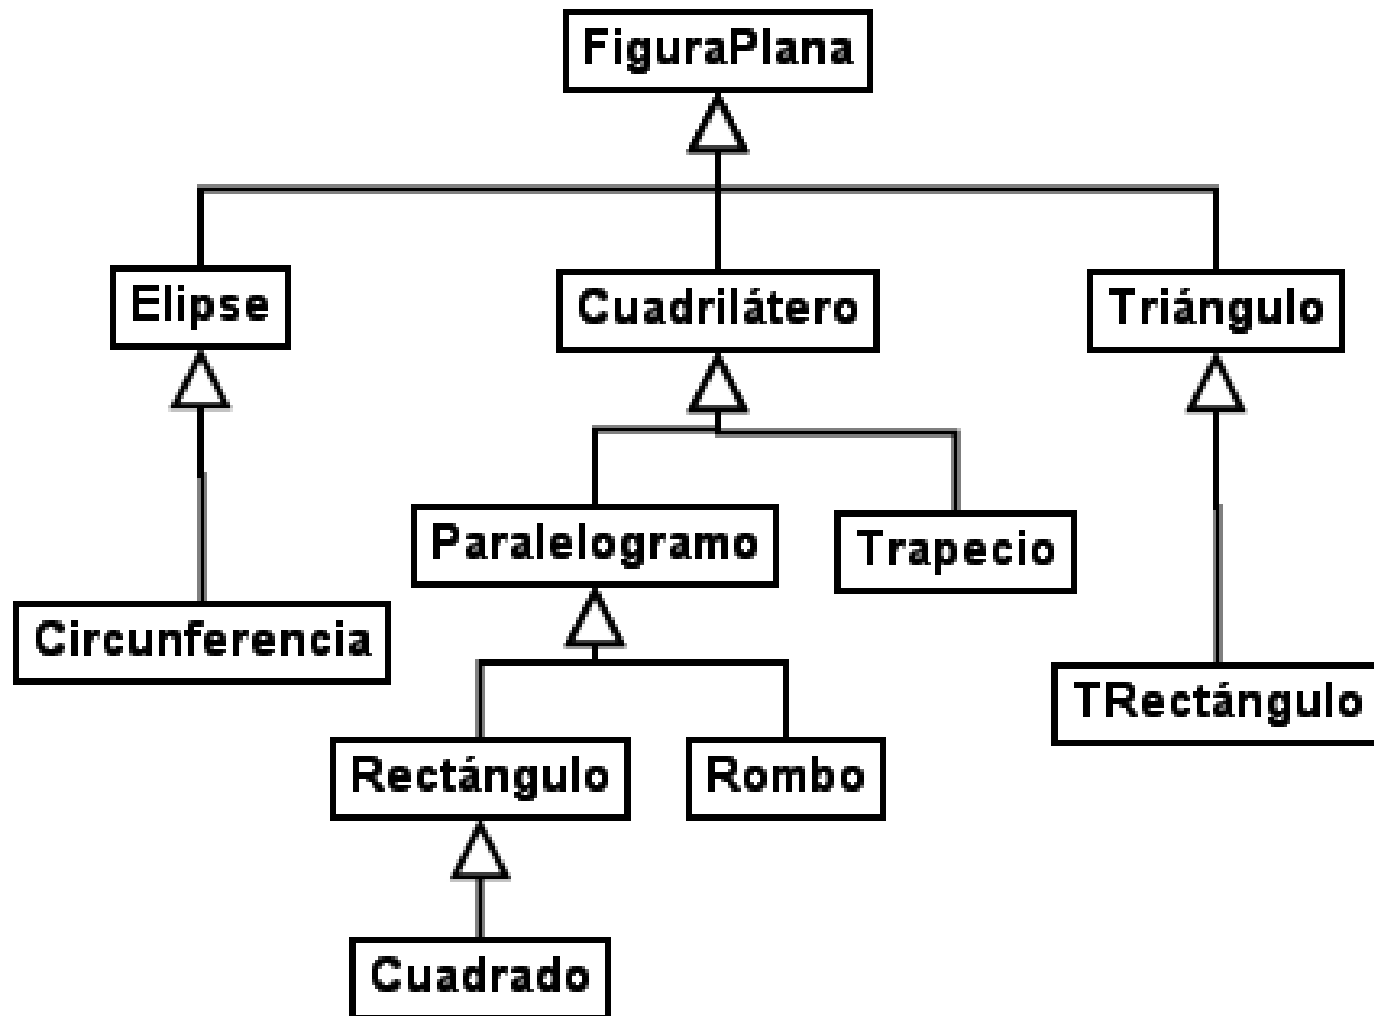 FiguraPlana
Elipse
Cuadrilátero
Triángulo
Paralelogramo
Trapecio
Circunferencia
TRectángulo
Rectángulo
Rombo
Cuadrado